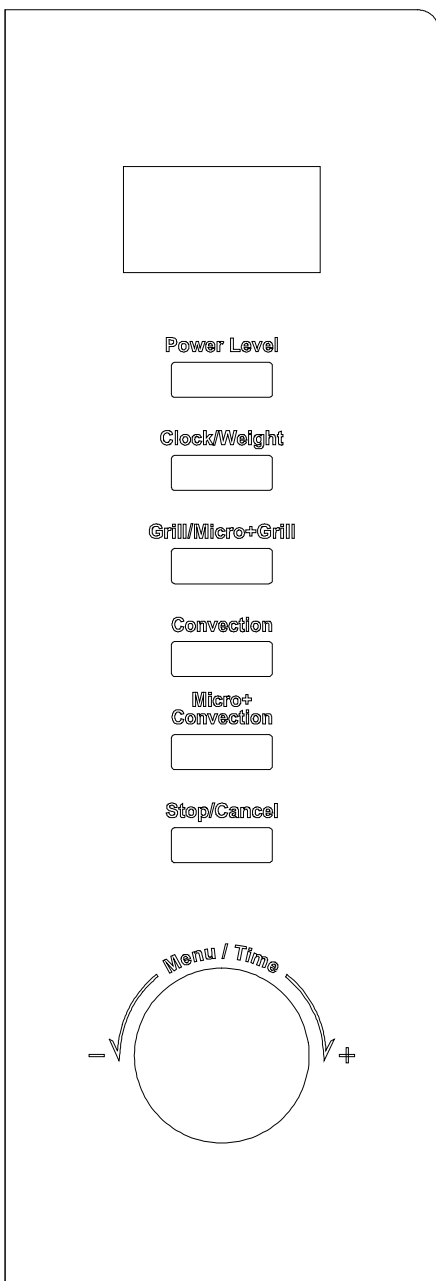 Power Level
Clock/Weight
Grill/Micro+Grill
Convection
Micro+
Convection
Stop/Cancel
Menu / Time
- +